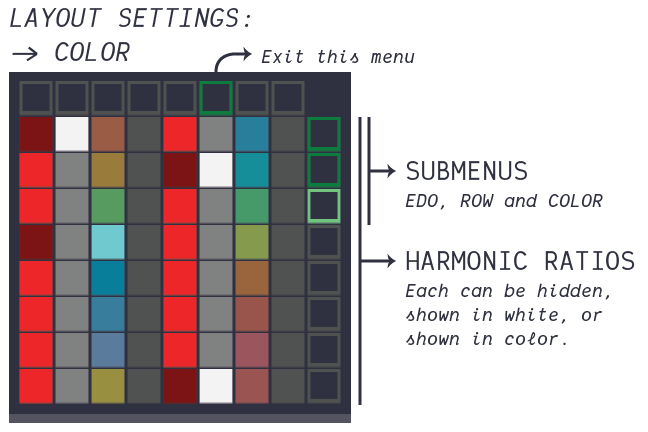 LAYOUT SETTINGS:
→ COLOR
Exit this menu
SUBMENUS
EDO, ROW and COLOR
HARMONIC RATIOS
Each can be hidden,
shown in white, or
shown in color.